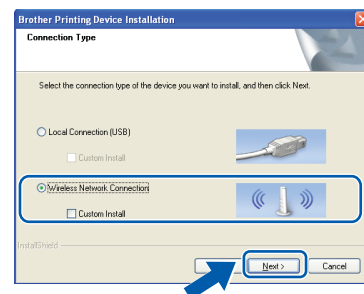 Brother Printing Device Installation
Connection Type
Select the connection type of the device you want to install, and then click Next.
Local Connection (USB)
Custom Install
Wireless Network Connection
Custom Install
InstallShield
Next >
Cancel